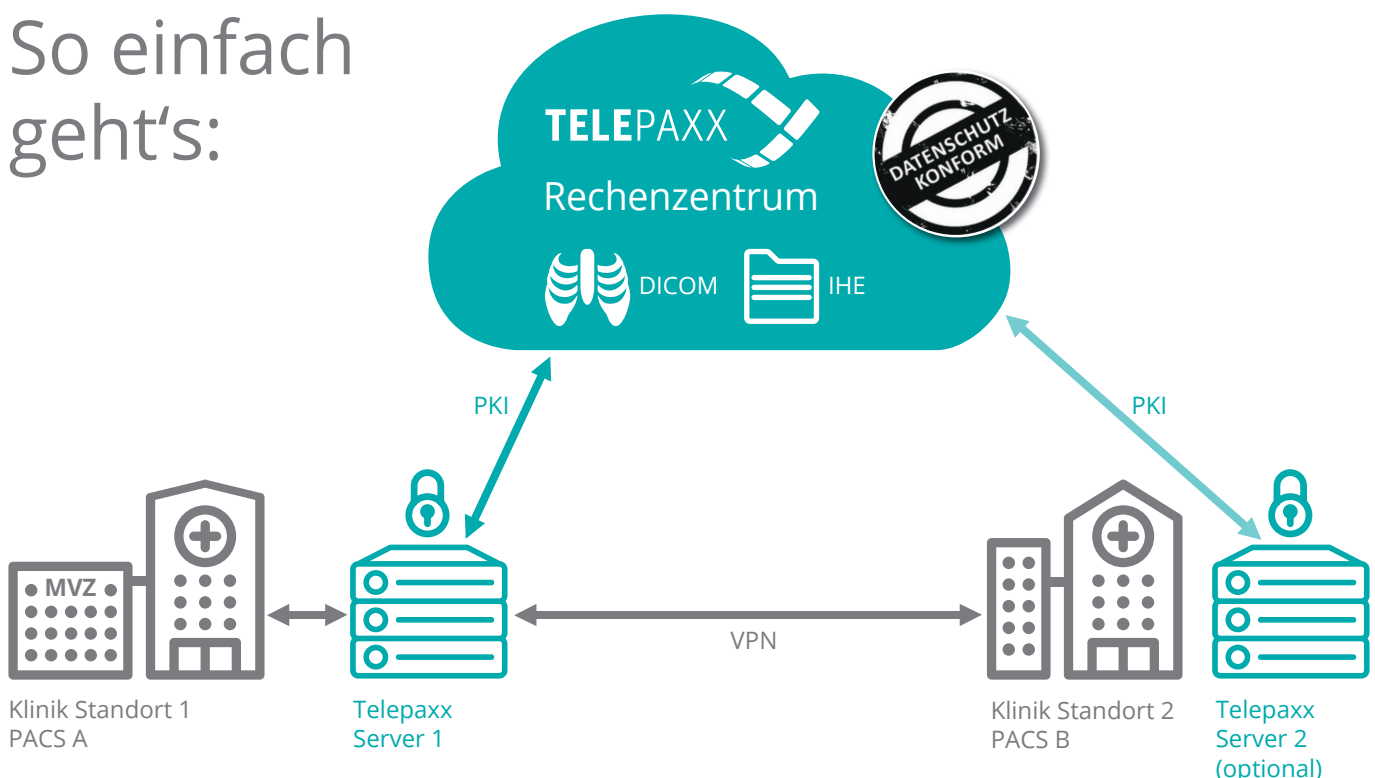 So einfach
geht‘s:
TELEPAXX
Rechenzentrum
DICOM
IHE
DATENSCHUTZ
KONFORM
PKI
PKI
MVZ
VPN
Klinik Standort 1
PACS A
Telepaxx
Server 1
Klinik Standort 2
PACS B
Telepaxx
Server 2
(optional)